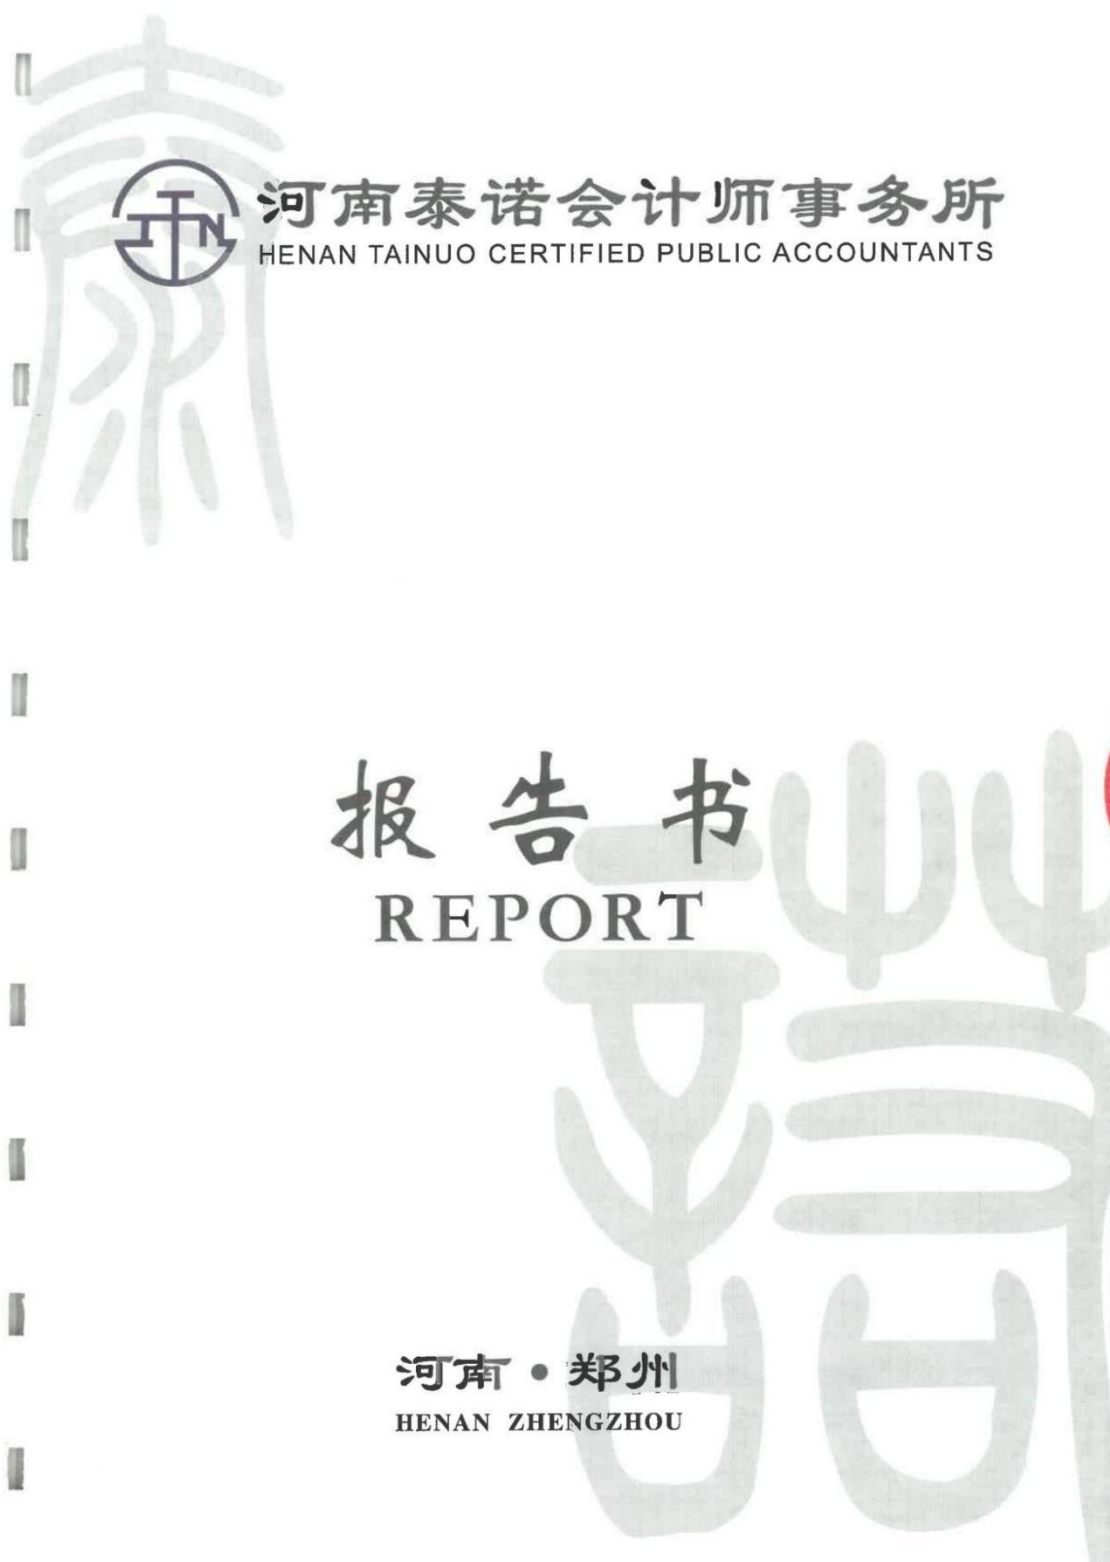 河南泰诺会计师事务所
HENAN TAINUO CERTIFIED PUBLIC ACCOUNTANTS
报告书
REPORT
河南·郑州
HENAN ZHENGZHOU